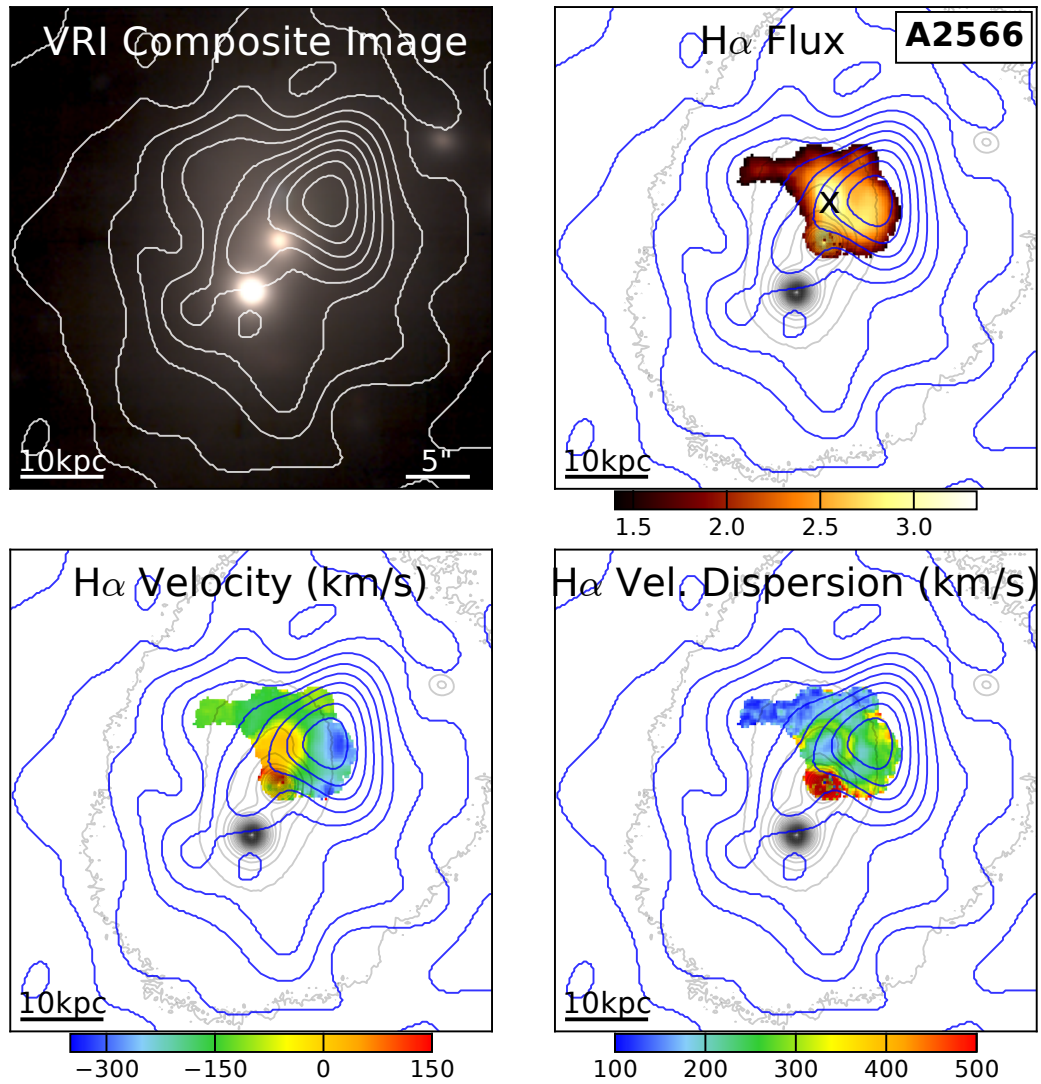 VRI Composite Image
10kpc
5"
Hα Flux
A2566
x
10kpc
1.5 2.0 2.5 3.0
Hα Velocity (km/s)
10kpc
−300 −150 0 150
Hα Vel. Dispersion (km/s)
10kpc
100 200 300 400 500